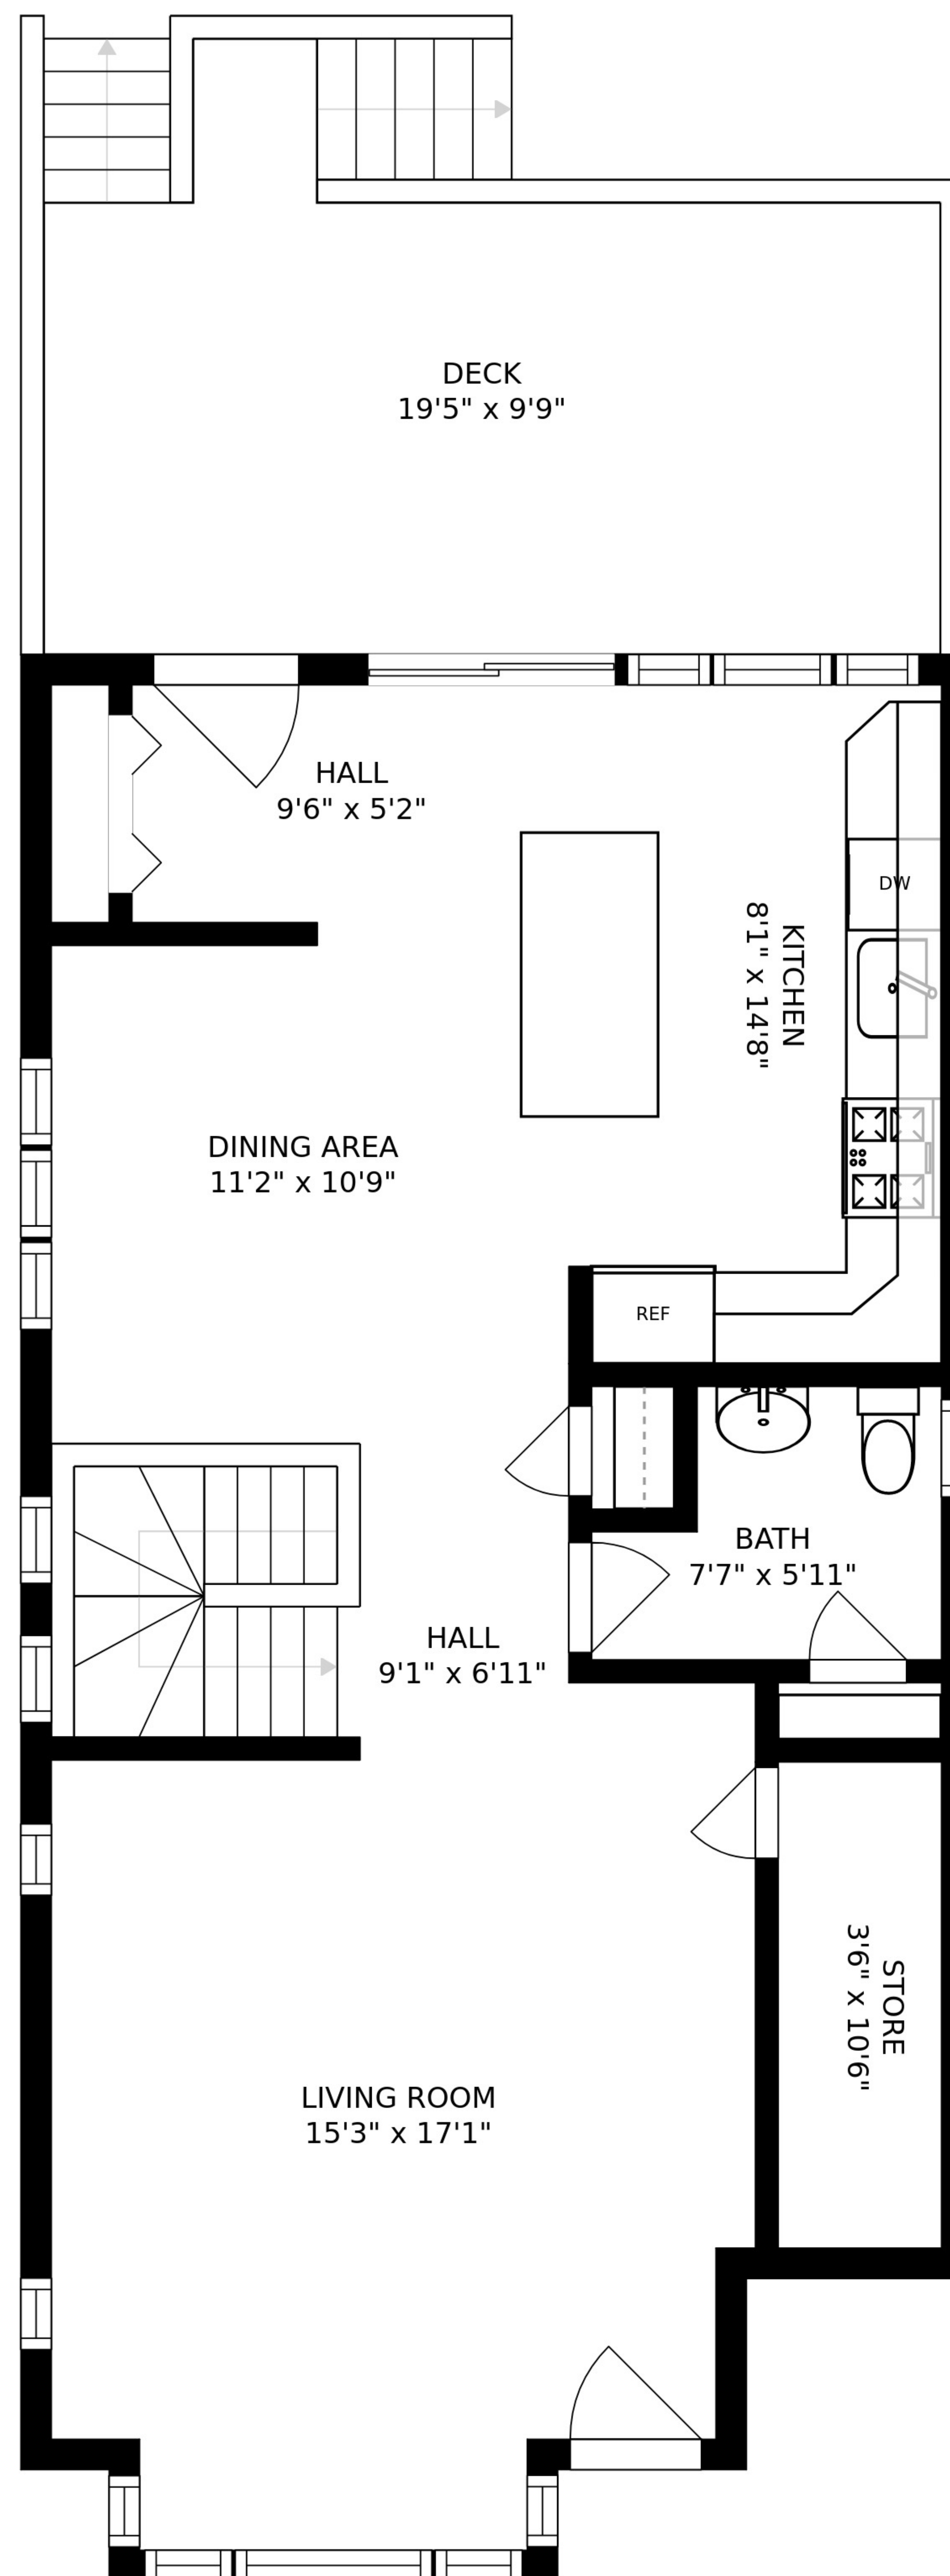 DECK
19'5" x 9'9"
HALL
9'6" x 5'2"
DW
KITCHEN
8'1" x 14'8"
DINING AREA
11'2" x 10'9"
REF
BATH
7'7" x 5'11"
HALL
9'1" x 6'11"
STORE
3'6" x 10'6"
LIVING ROOM
15'3" x 17'1"